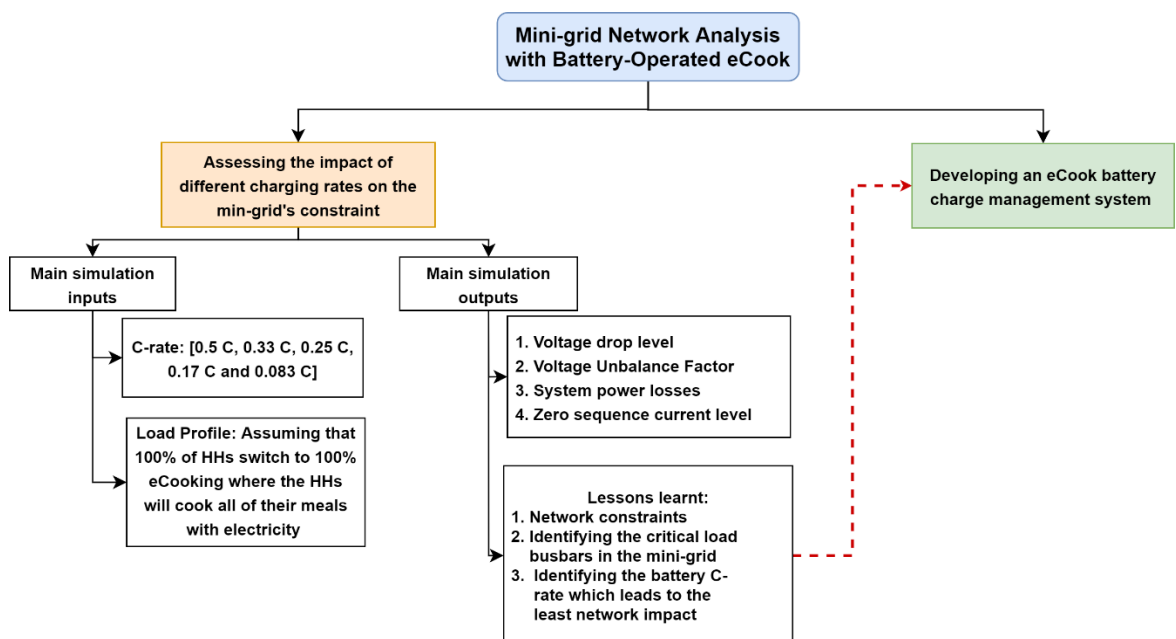 Mini-grid Network Analysis
with Battery-Operated eCook
Assessing the impact of
different charging rates on the
min-grid's constraint
Developing an eCook battery
charge management system
Main simulation
inputs
Main simulation
outputs
C-rate: [0.5 C, 0.33 C, 0.25 C,
0.17 C and 0.083 C]
Load Profile: Assuming that
100% of HHs switch to 100%
eCooking where the HHs
will cook all of their meals
with electricity
1. Voltage drop level
2. Voltage Unbalance Factor
3. System power losses
4. Zero sequence current level
Lessons learnt:
1. Network constraints
2. Identifying the critical load
busbars in the mini-grid
3. Identifying the battery C-
rate which leads to the
least network impact